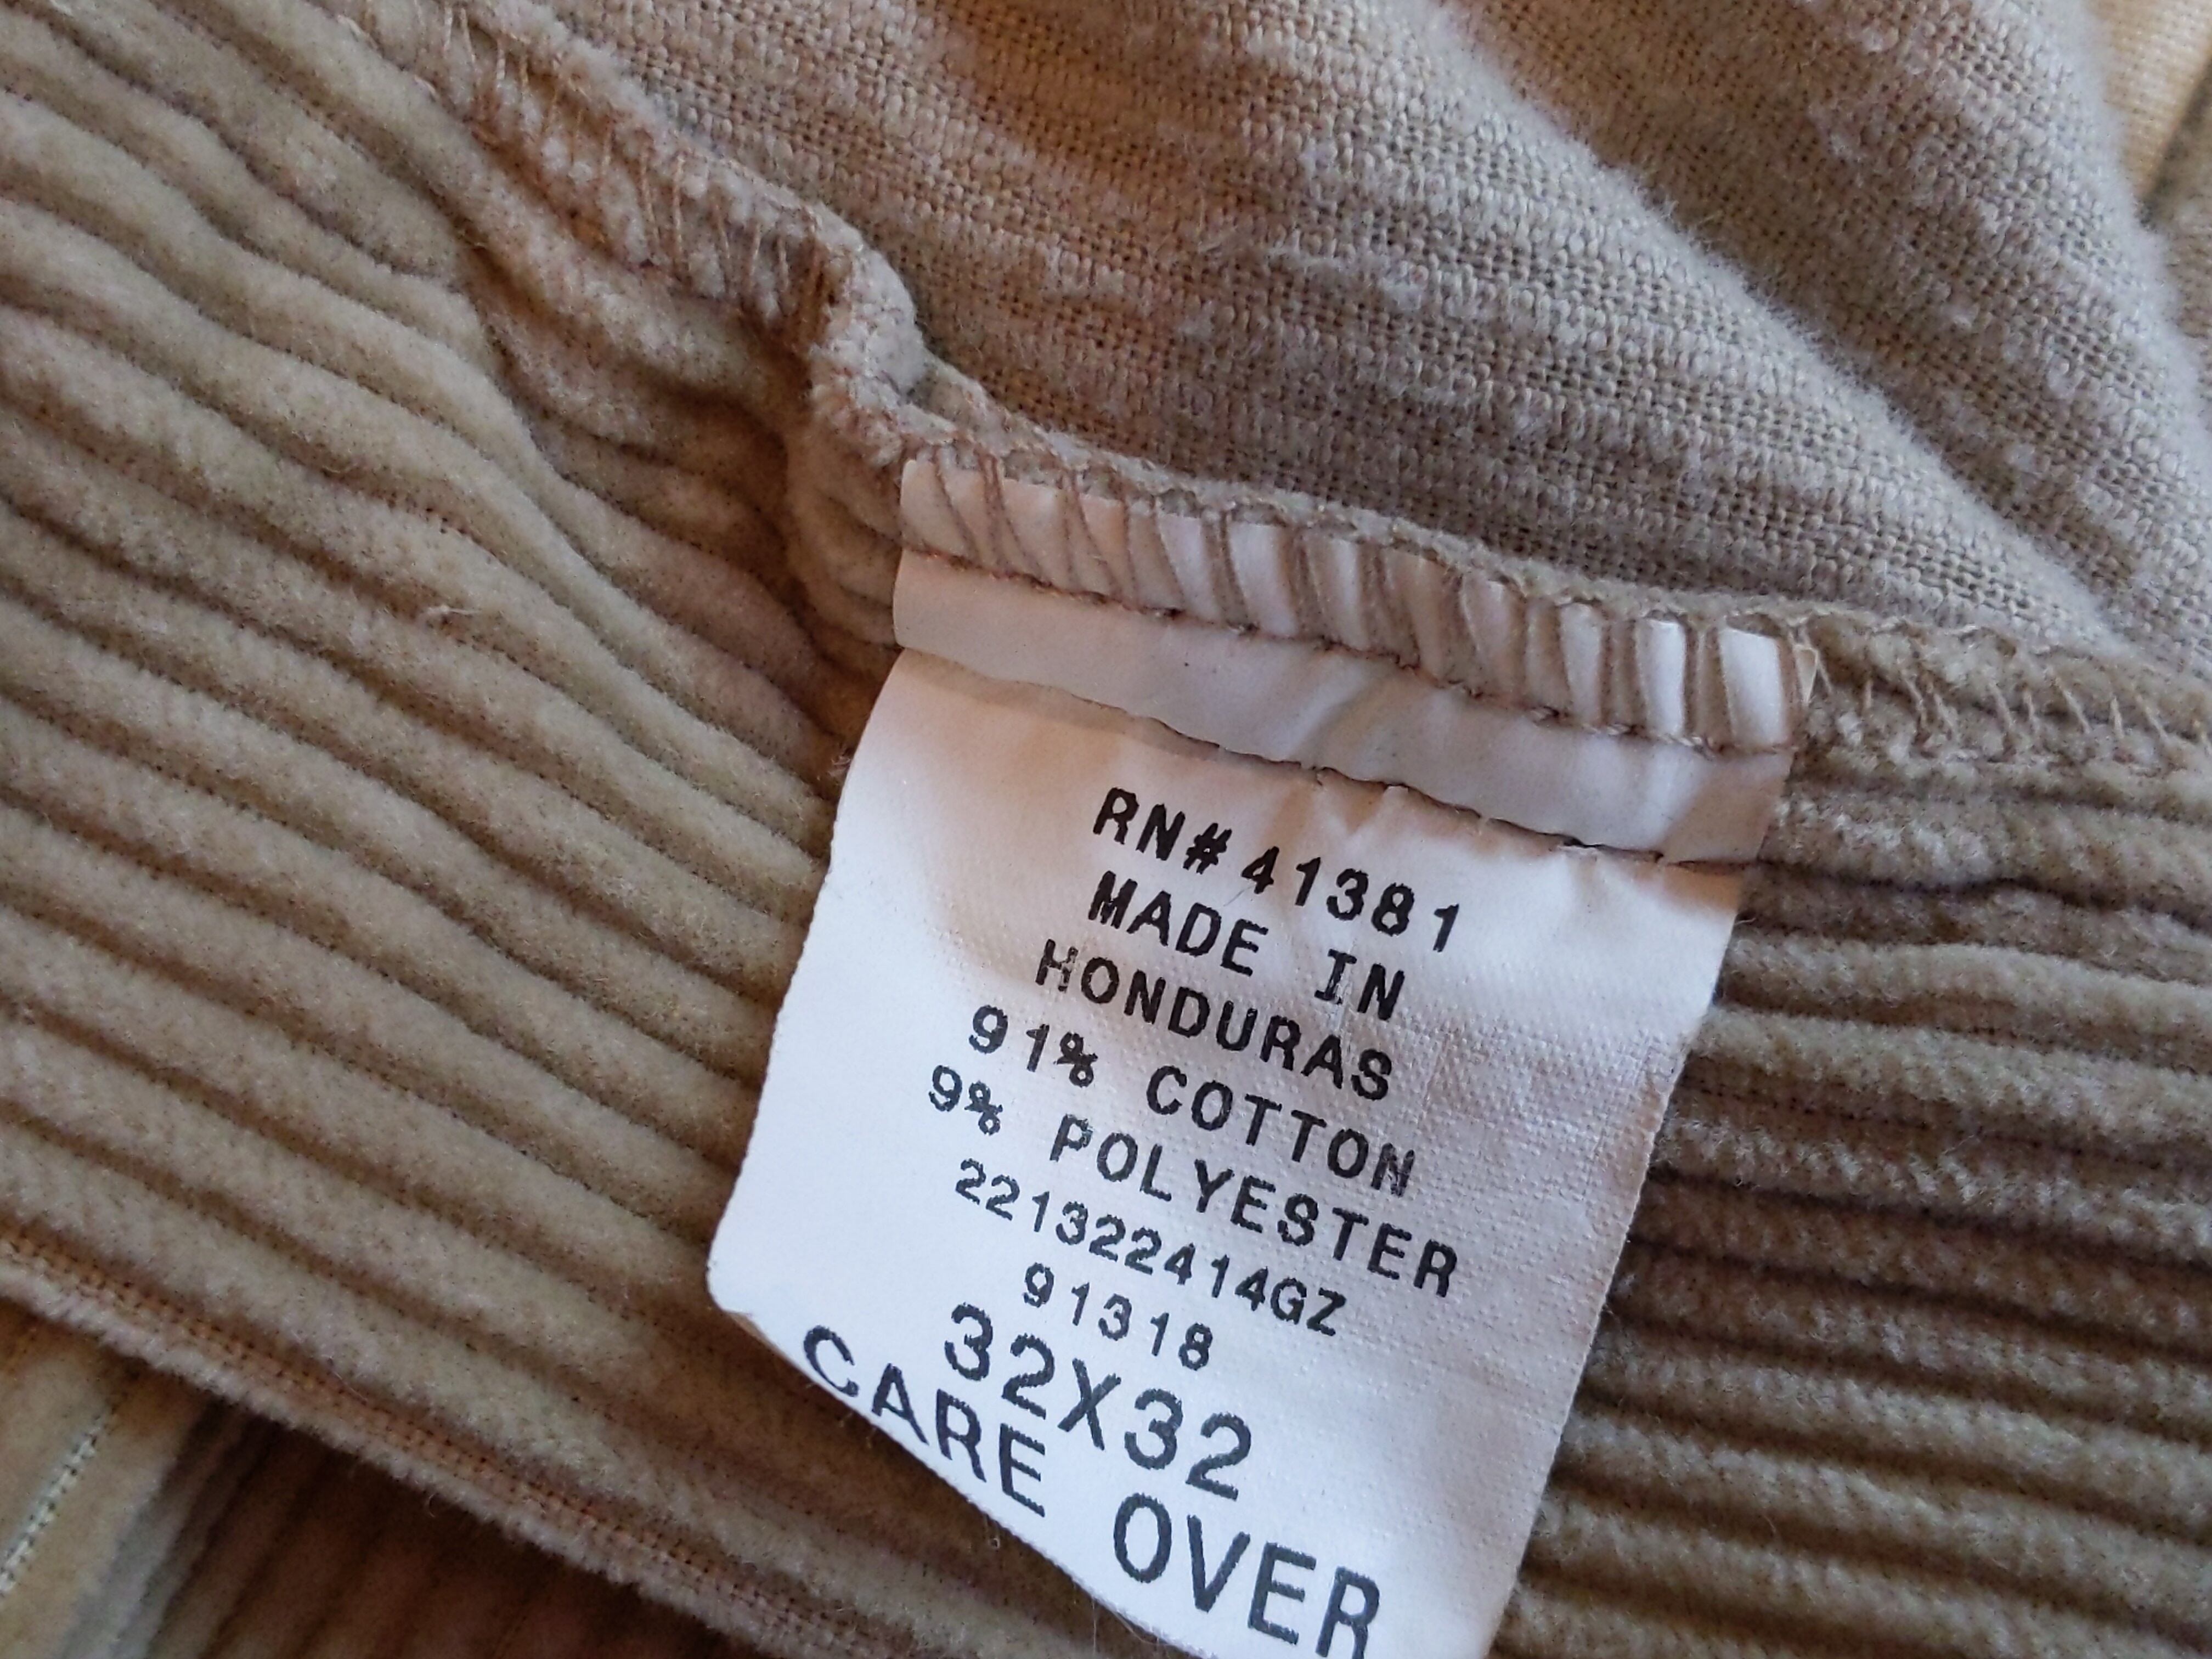 RN# 41381
MADE IN
HONDURAS
91% COTTON
9% POLYESTER
221322414GZ
91318
32X32
CARE OVER